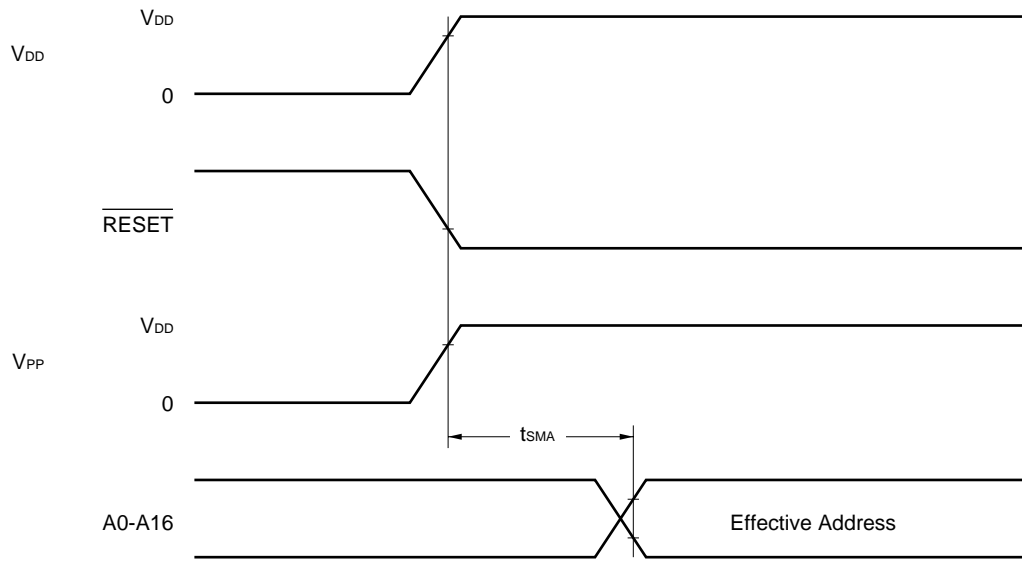 VDD
VDD
0
RESET
VDD
VPP
0
tSMA
A0-A16
Effective Address